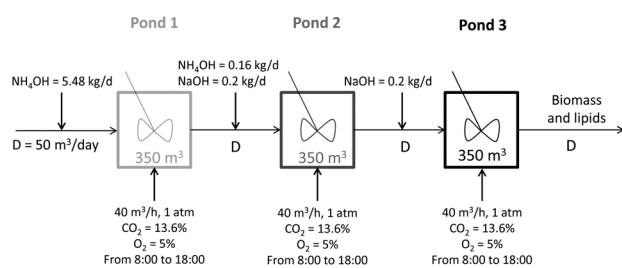 Pond 1
Pond 2
Pond 3
NH₄OH = 5.48 kg/d
NH₄OH = 0.16 kg/d
NaOH = 0.2 kg/d
NaOH = 0.2 kg/d
Biomass
and lipids
D = 50 m³/day
D
D
D
350 m³
350 m³
350 m³
40 m³/h, 1 atm
CO₂ = 13.6%
O₂ = 5%
From 8:00 to 18:00
40 m³/h, 1 atm
CO₂ = 13.6%
O₂ = 5%
From 8:00 to 18:00
40 m³/h, 1 atm
CO₂ = 13.6%
O₂ = 5%
From 8:00 to 18:00